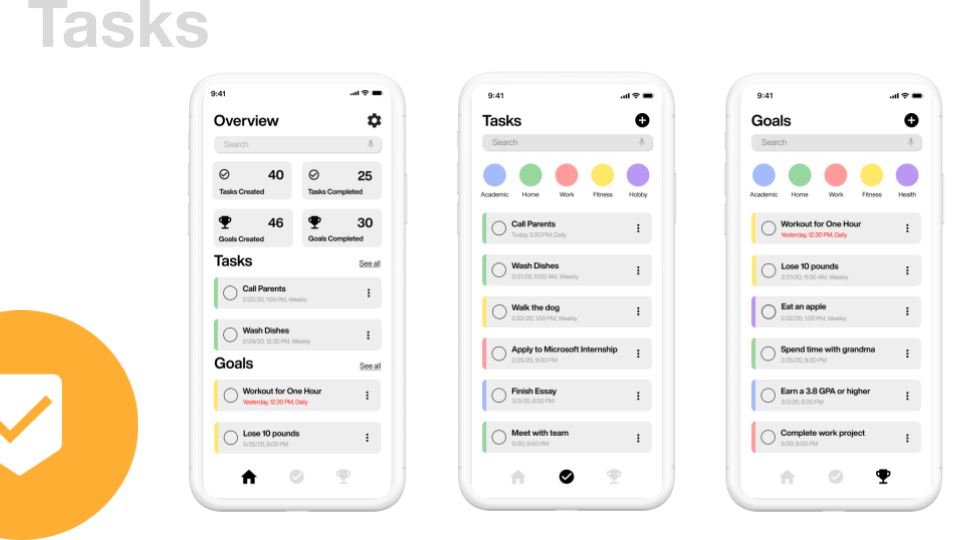 Tasks
9:41
Overview
Search
40
Tasks Created
25
Tasks Completed
46
Goals Created
30
Goals Completed
Tasks
See all
Call Parents
2/22/20, 1:00 PM, Weekly
Wash Dishes
2/29/20, 12:30 PM, Weekly
Goals
See all
Workout for One Hour
Yesterday, 12:30 PM, Daily
Lose 10 pounds
5/25/20, 9:00 PM
9:41
Tasks
Search
Academic
Home
Work
Fitness
Hobby
Call Parents
Today, 3:00 PM, Daily
Wash Dishes
2/21/20, 11:00 AM, Weekly
Walk the dog
2/22/20, 1:00 PM, Weekly
Apply to Microsoft Internship
2/25/20, 9:00 PM
Finish Essay
3/3/20, 8:00 PM
Meet with team
5/20, 9:00 PM
9:41
Goals
Search
Academic
Home
Work
Fitness
Health
Workout for One Hour
Yesterday, 12:30 PM, Daily
Lose 10 pounds
2/21/20, 11:00 AM, Weekly
Eat an apple
2/22/20, 1:00 PM, Weekly
Spend time with grandma
2/25/20, 9:00 PM
Earn a 3.8 GPA or higher
3/3/20, 8:00 PM
Complete work project
5/20, 9:00 PM